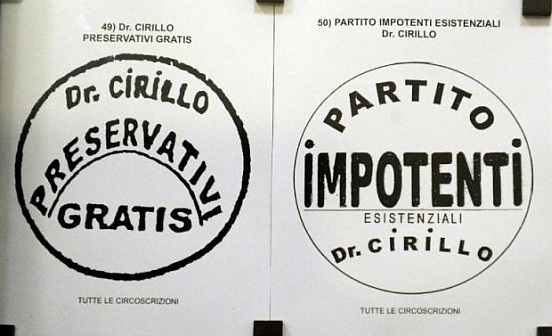 49) Dr. CIRILLO
PRESERVATIVI GRATIS
Dr. CiRiLLO
PRESERVATIVI
GRATIS
TUTTE LE CIRCOSCRIZIONI
50) PARTITO IMPOTENTI ESISTENZIALI
Dr. CIRILLO
PARTITO
iMPOTENTi
ESISTENZIALI
Dr. CiRiLLO
TUTTE LE CIRCOSCRIZIONI